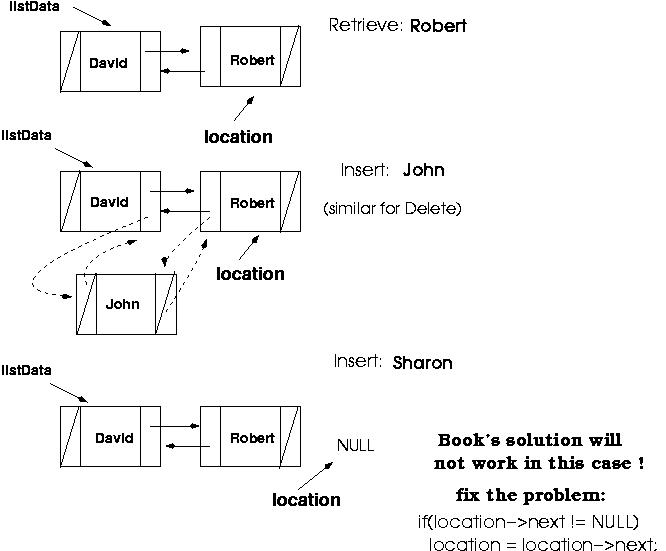 listData
Retrieve: Robert
David
Robert
location
listData
Insert: John
David
Robert
(similar for Delete)
location
John
Insert: Sharon
listData
David
Robert
NULL
Book's solution will
not work in this case !
location
fix the problem:
if(location->next != NULL)
location = location->next;